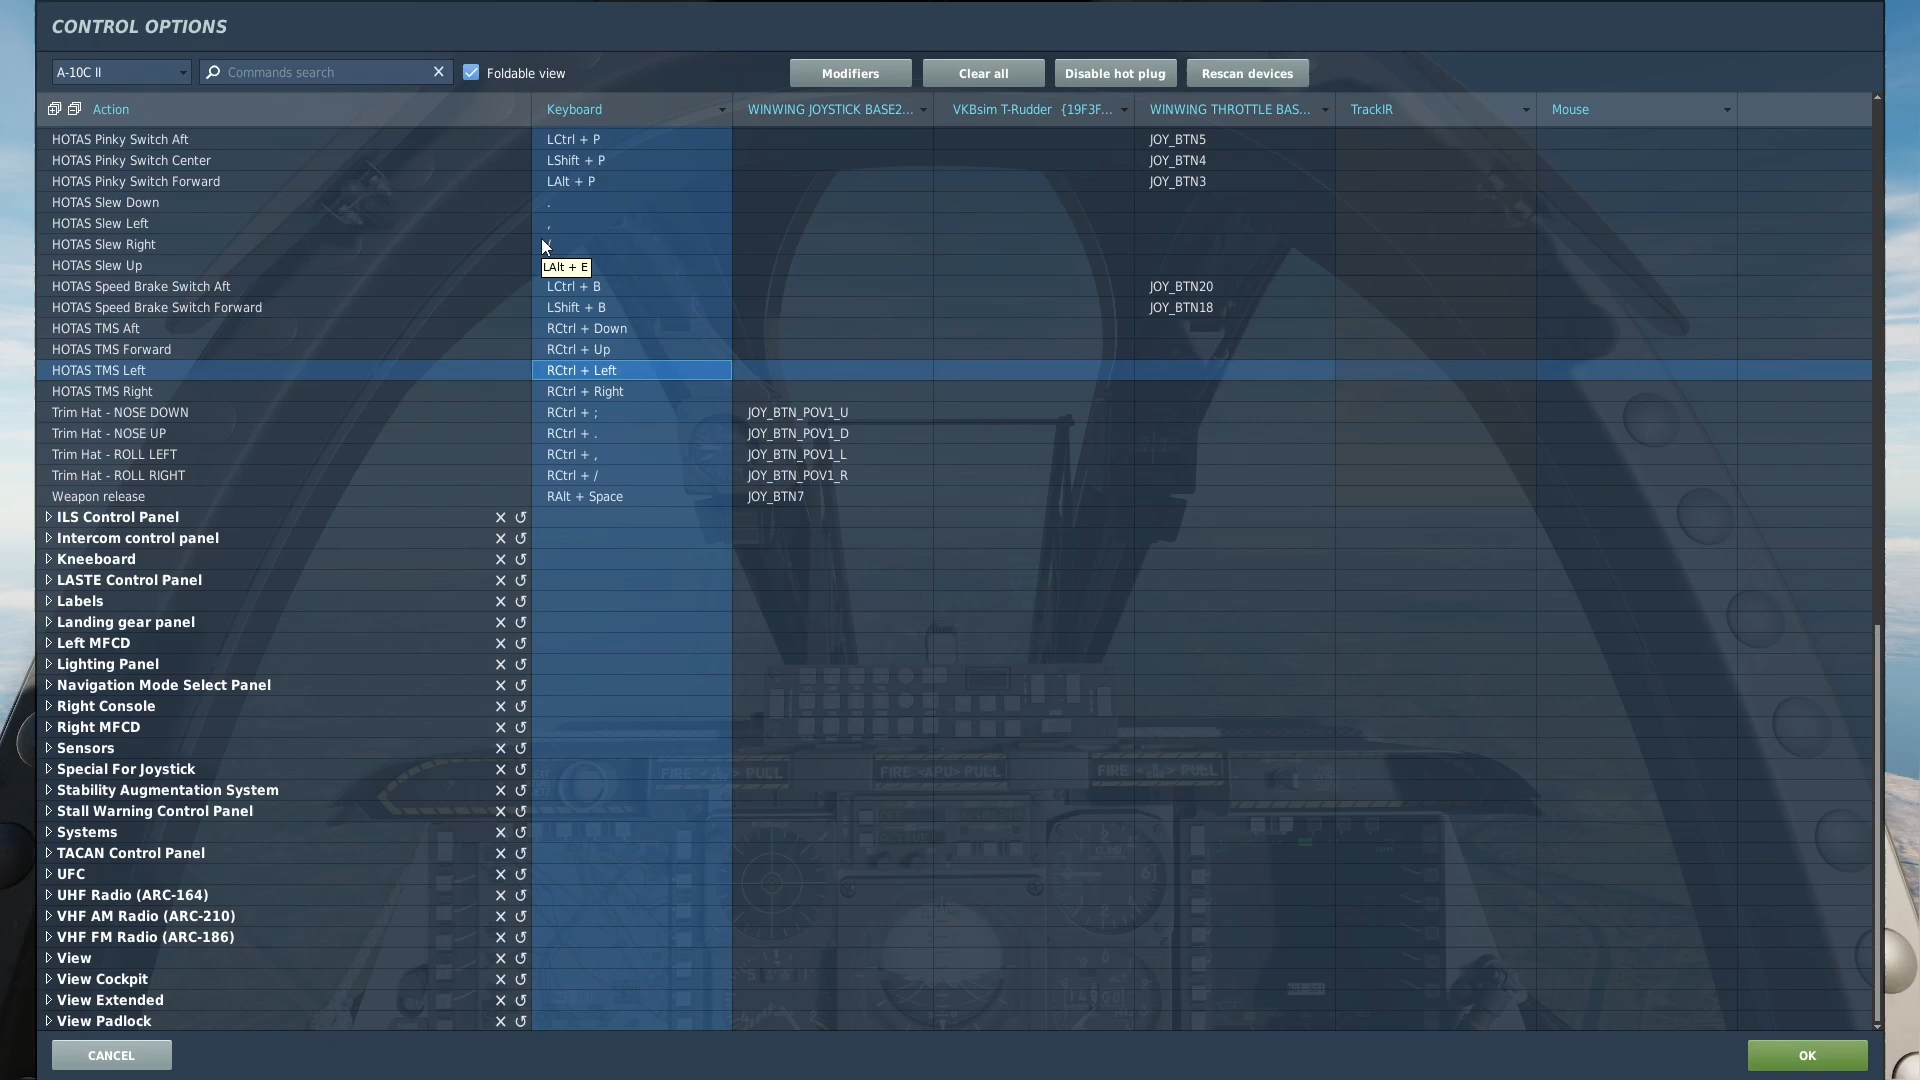 CONTROL OPTIONS
A-10C II Commands search Foldable view Modifiers Clear all Disable hot plug Rescan devices
Action Keyboard WINWING JOYSTICK BASE2... VKBsim T-Rudder {19F3F... WINWING THROTTLE BAS... TrackIR Mouse
HOTAS Pinky Switch Aft LCtrl + P JOY_BTN5
HOTAS Pinky Switch Center LShift + P JOY_BTN4
HOTAS Pinky Switch Forward LAlt + P JOY_BTN3
HOTAS Slew Down .
HOTAS Slew Left ,
HOTAS Slew Right /
HOTAS Slew Up LAlt + E
HOTAS Speed Brake Switch Aft LCtrl + B JOY_BTN20
HOTAS Speed Brake Switch Forward LShift + B JOY_BTN18
HOTAS TMS Aft RCtrl + Down
HOTAS TMS Forward RCtrl + Up
HOTAS TMS Left RCtrl + Left
HOTAS TMS Right RCtrl + Right
Trim Hat - NOSE DOWN RCtrl + ; JOY_BTN_POV1_U
Trim Hat - NOSE UP RCtrl + . JOY_BTN_POV1_D
Trim Hat - ROLL LEFT RCtrl + , JOY_BTN_POV1_L
Trim Hat - ROLL RIGHT RCtrl + / JOY_BTN_POV1_R
Weapon release RAlt + Space JOY_BTN7
ILS Control Panel
Intercom control panel
Kneeboard
LASTE Control Panel
Labels
Landing gear panel
Left MFCD
Lighting Panel
Navigation Mode Select Panel
Right Console
Right MFCD
Sensors
Special For Joystick
FIRE PULL FIRE <APU> PULL FIRE PULL
Stability Augmentation System
Stall Warning Control Panel
Systems
TACAN Control Panel
UFC
UHF Radio (ARC-164)
VHF AM Radio (ARC-210)
VHF FM Radio (ARC-186)
View
View Cockpit
View Extended
View Padlock
CANCEL OK